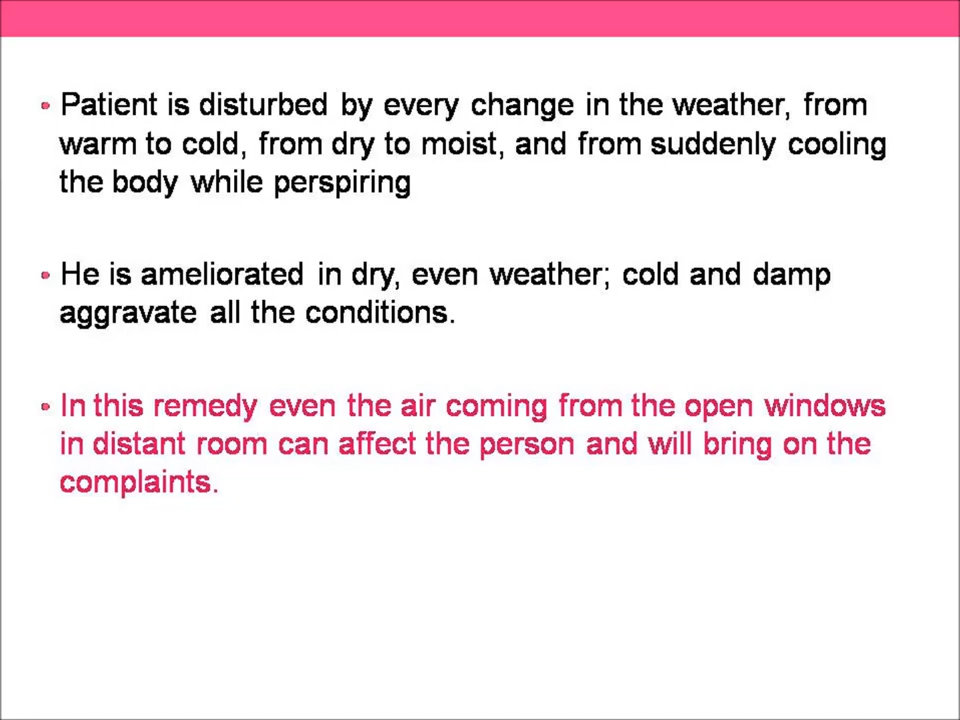 • Patient is disturbed by every change in the weather, from
warm to cold, from dry to moist, and from suddenly cooling
the body while perspiring
• He is ameliorated in dry, even weather; cold and damp
aggravate all the conditions.
• In this remedy even the air coming from the open windows
in distant room can affect the person and will bring on the
complaints.